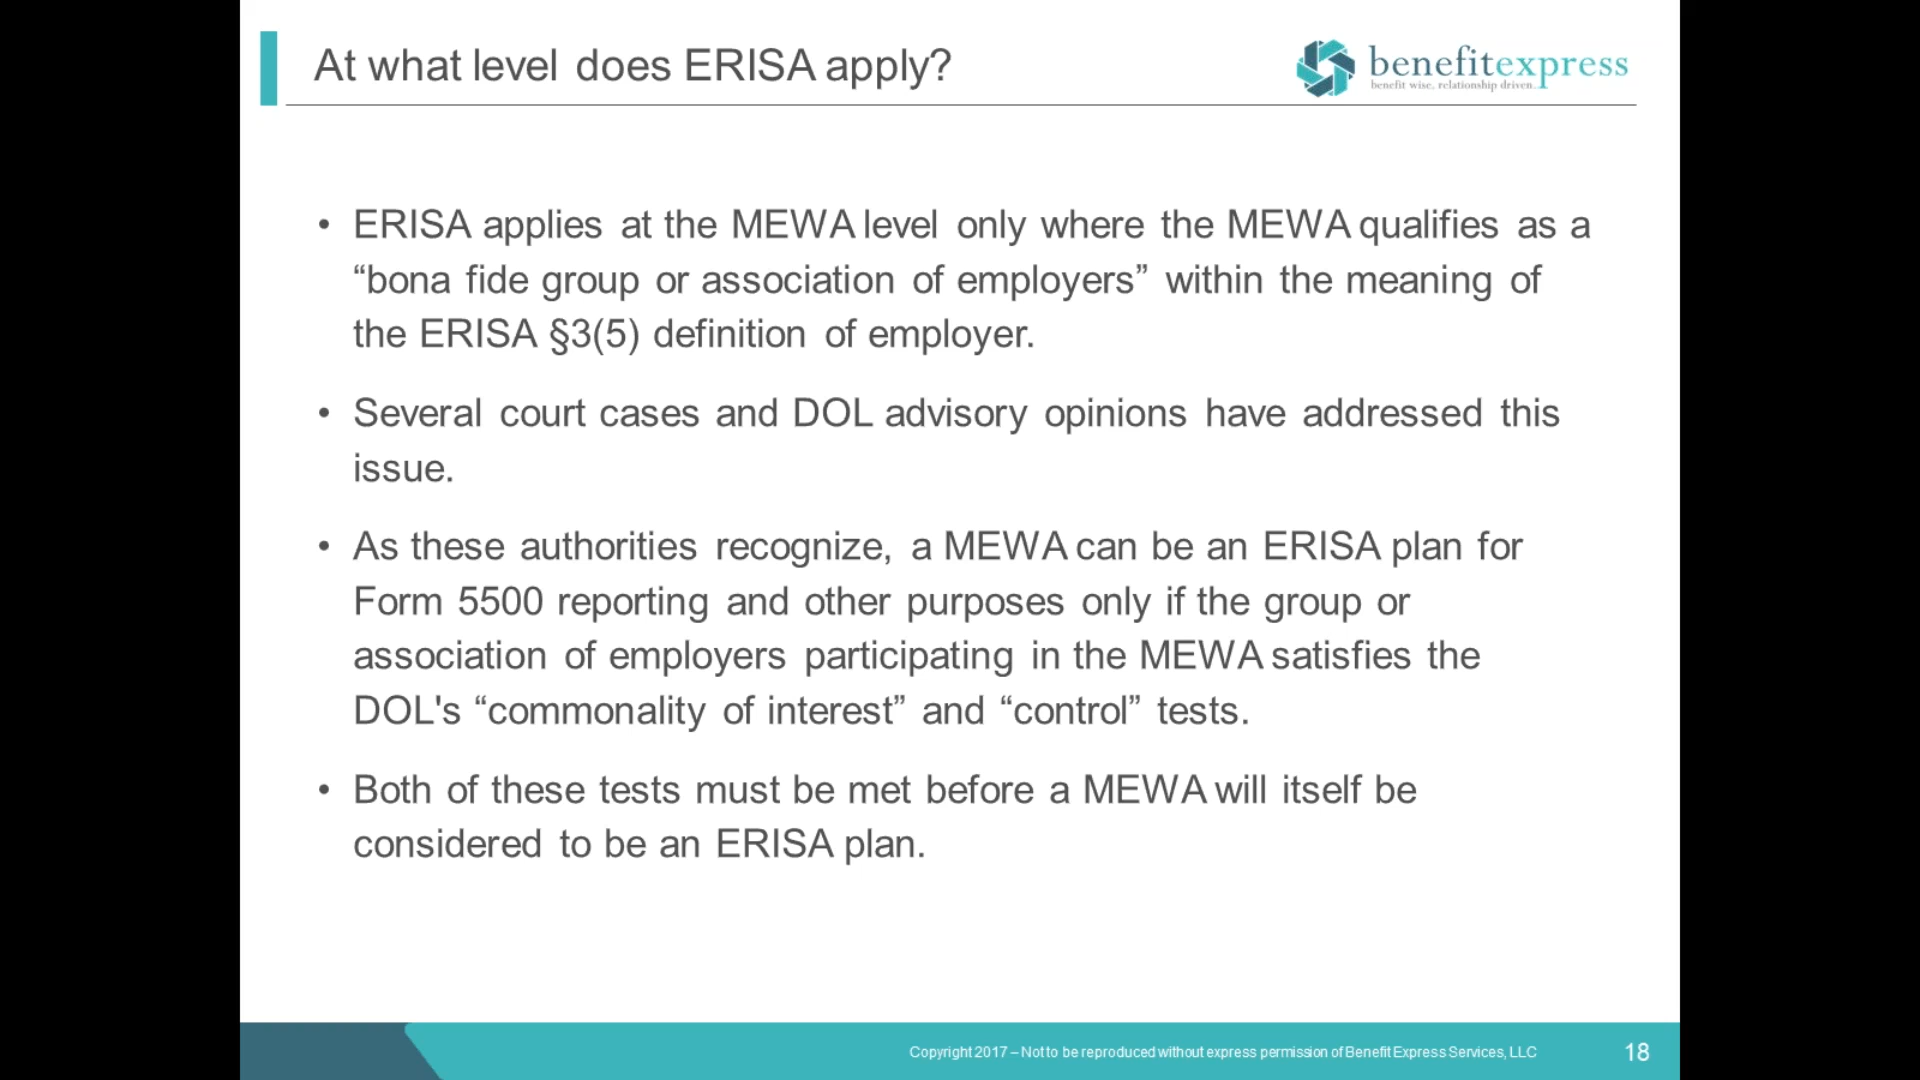 At what level does ERISA apply?
benefitexpress
benefit wise. relationship driven.
• ERISA applies at the MEWA level only where the MEWA qualifies as a
“bona fide group or association of employers” within the meaning of
the ERISA §3(5) definition of employer.
• Several court cases and DOL advisory opinions have addressed this
issue.
• As these authorities recognize, a MEWA can be an ERISA plan for
Form 5500 reporting and other purposes only if the group or
association of employers participating in the MEWA satisfies the
DOL's “commonality of interest” and “control” tests.
• Both of these tests must be met before a MEWA will itself be
considered to be an ERISA plan.
Copyright 2017 – Not to be reproduced without express permission of Benefit Express Services, LLC
18